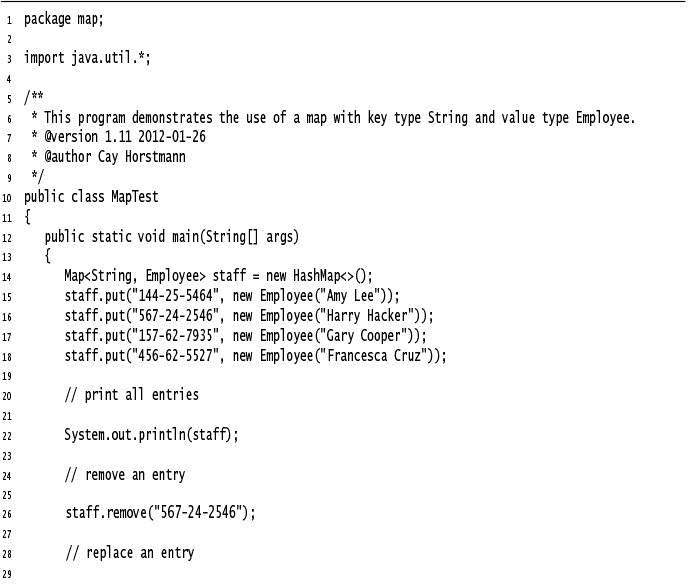 1 package map;
2
3 import java.util.*;
4
5 /**
6  * This program demonstrates the use of a map with key type String and value type Employee.
7  * @version 1.11 2012-01-26
8  * @author Cay Horstmann
9  */
10 public class MapTest
11 {
12    public static void main(String[] args)
13    {
14       Map<String, Employee> staff = new HashMap<>();
15       staff.put("144-25-5464", new Employee("Amy Lee"));
16       staff.put("567-24-2546", new Employee("Harry Hacker"));
17       staff.put("157-62-7935", new Employee("Gary Cooper"));
18       staff.put("456-62-5527", new Employee("Francesca Cruz"));
19
20       // print all entries
21
22       System.out.println(staff);
23
24       // remove an entry
25
26       staff.remove("567-24-2546");
27
28       // replace an entry
29